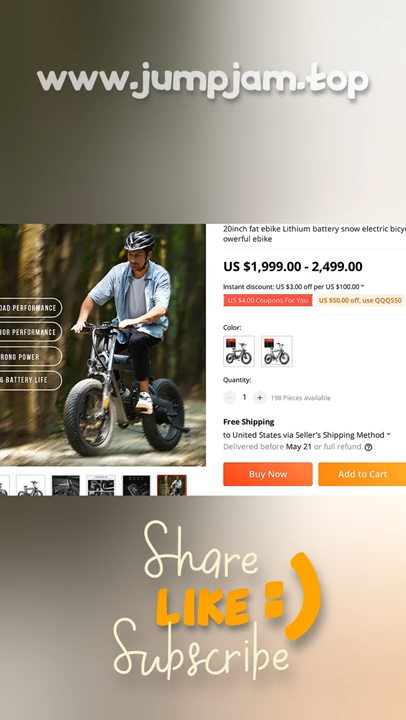 www.jumpjam.top
20inch fat ebike Lithium battery snow electric bicy
owerful ebike
US $1,999.00 - 2,499.00
Instant discount: US $3.00 off per US $100.00
US $4.00 Coupons For You
US $50.00 off, use QQQS50
Color:
OAD PERFORMANCE
OOR PERFORMANCE
RONG POWER
G BATTERY LIFE
Quantity:
- 1 + 198 Pieces available
Free Shipping
to United States via Seller's Shipping Method
Delivered before May 21 or full refund ?
Buy Now
Add to Cart
Share
LIKE :)
Subscribe